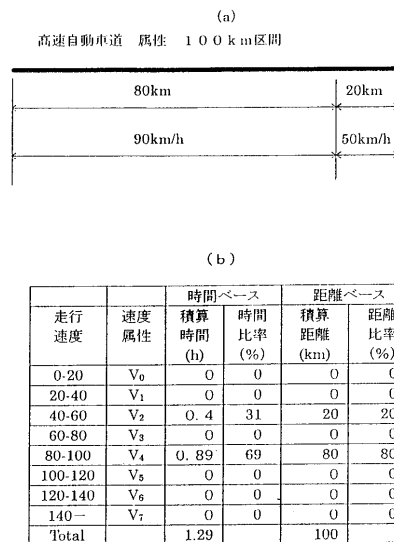 (a)
高速自動車道 属性 100km区間
80km 20km
90km/h 50km/h
(b)
時間ベース 距離ベース
走行 速度 積算 時間 積算 距離
速度 属性 時間 比率 距離 比率
(h) (%) (km) (%)
0-20 V₀ 0 0 0 0
20-40 V₁ 0 0 0 0
40-60 V₂ 0.4 31 20 20
60-80 V₃ 0 0 0 0
80-100 V₄ 0.89 69 80 80
100-120 V₅ 0 0 0 0
120-140 V₆ 0 0 0 0
140− V₇ 0 0 0 0
Total 1.29 100